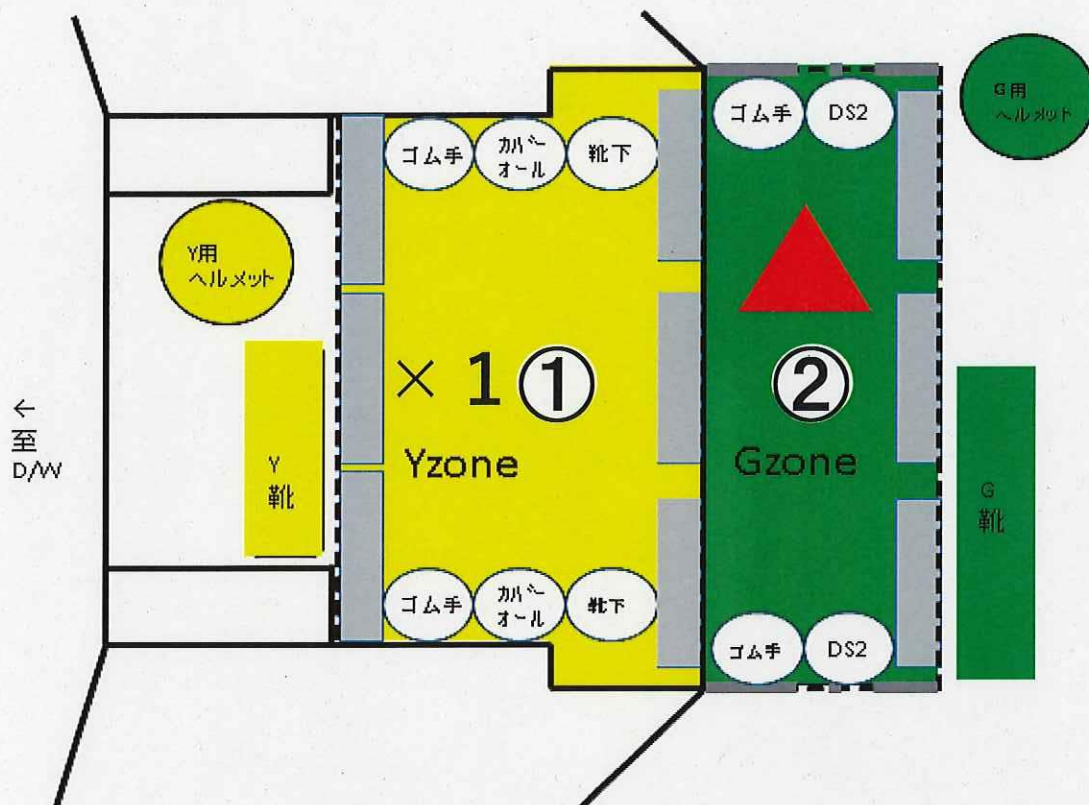 G用
ヘルメット
ゴム手
DS2
ゴム手
カバー
オール
靴下
Y用
ヘルメット
×1①
②
←
至
D/W
Yzone
Gzone
Y
靴
G
靴
ゴム手
カバー
オール
靴下
ゴム手
DS2